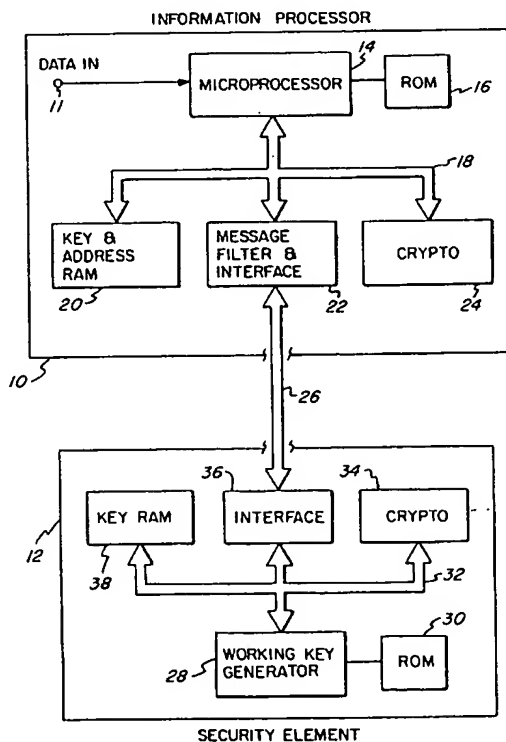 INFORMATION PROCESSOR
DATA IN
11
MICROPROCESSOR
14
ROM
16
18
KEY &
ADDRESS
RAM
20
MESSAGE
FILTER &
INTERFACE
22
CRYPTO
24
10
26
12
KEY RAM
38
36
INTERFACE
34
CRYPTO
32
28
WORKING KEY
GENERATOR
30
ROM
SECURITY ELEMENT